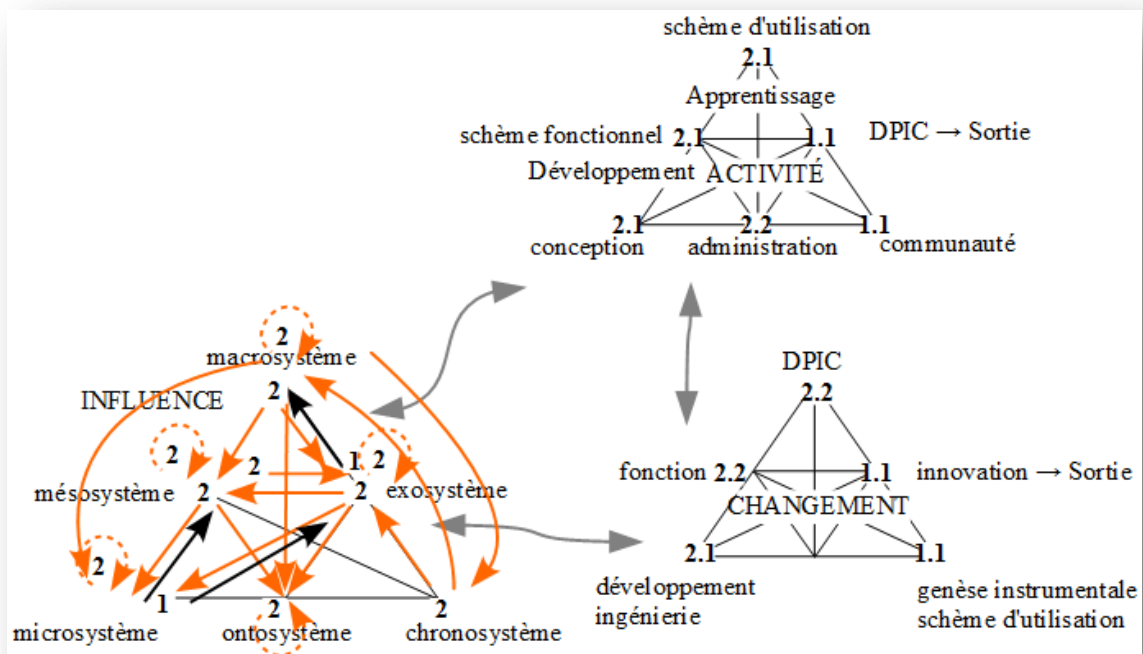 schème d'utilisation
2.1
Apprentissage
schème fonctionnel 2.1 1.1 DPIC → Sortie
Développement ACTIVITÉ
2.1 2.2 1.1
conception administration communauté
2
macrosystème
2
INFLUENCE
2 2 1 2
mésosystème 2 2 exosystème
2
1 2 2
microsystème ontosystème chronosystème
DPIC
2.2
fonction 2.2 1.1 innovation → Sortie
CHANGEMENT
2.1 1.1
développement
ingénierie
genèse instrumentale
schème d'utilisation